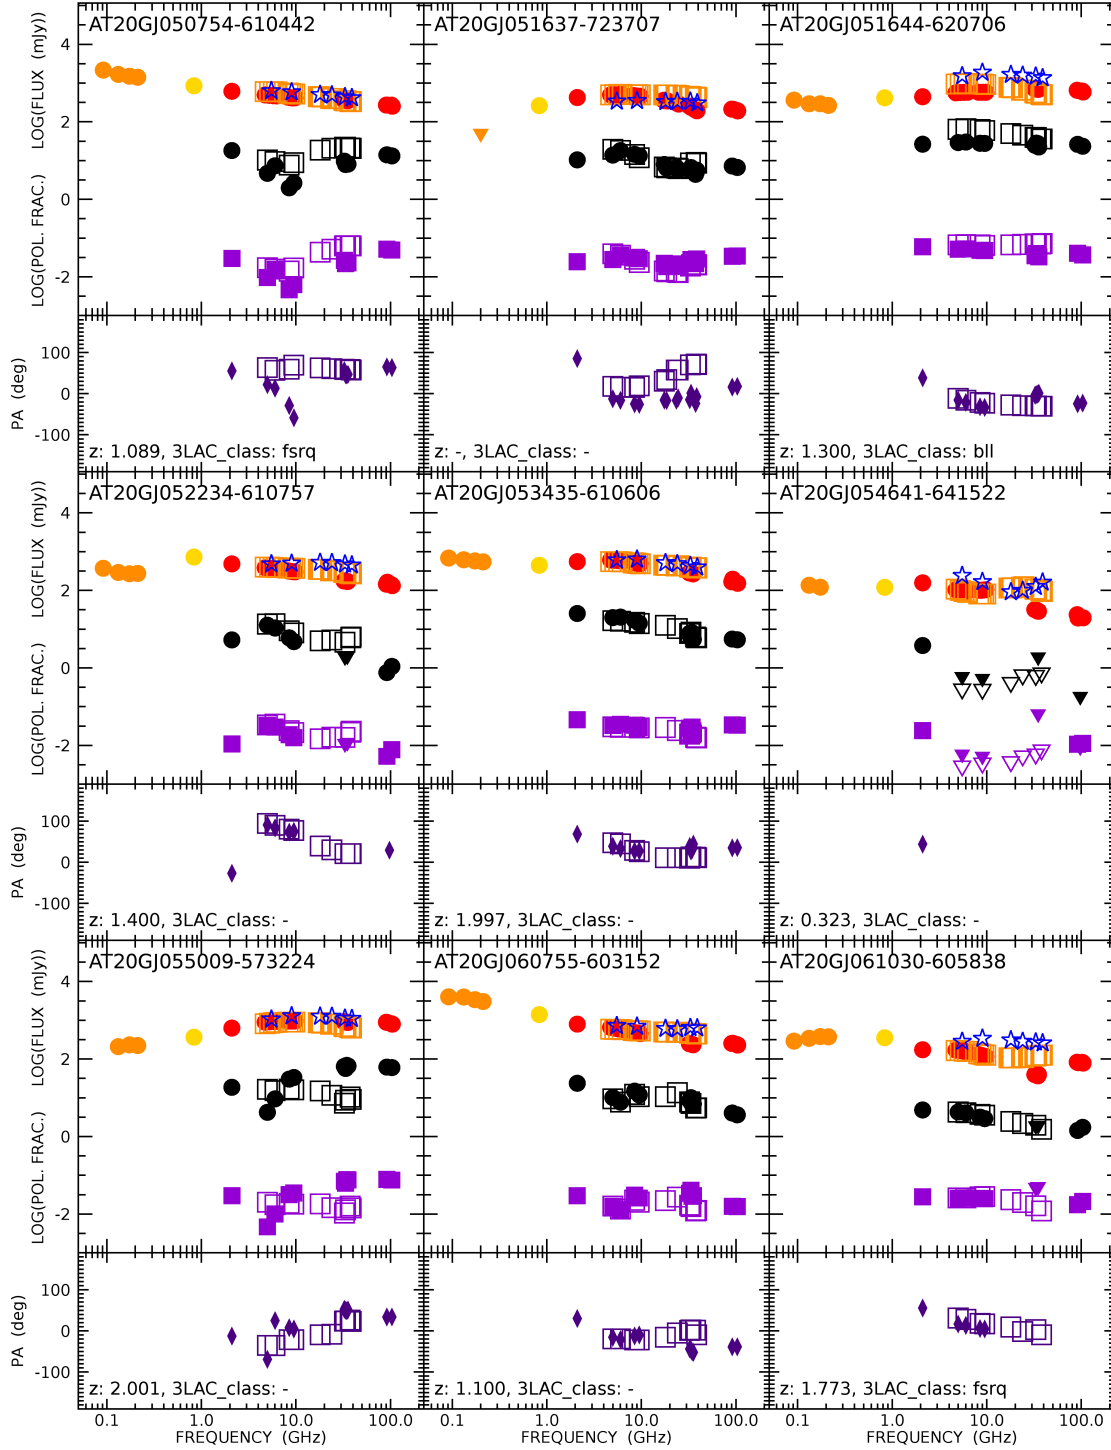 AT20GJ050754-610442 AT20GJ051637-723707 AT20GJ051644-620706
LOG(FLUX (mJy))
4
2
LOG(POL. FRAC.)
0
-2
PA (deg)
100
0
-100
z: 1.089, 3LAC_class: fsrq z: -, 3LAC_class: - z: 1.300, 3LAC_class: bll
AT20GJ052234-610757 AT20GJ053435-610606 AT20GJ054641-641522
LOG(FLUX (mJy))
4
2
LOG(POL. FRAC.)
0
-2
PA (deg)
100
0
-100
z: 1.400, 3LAC_class: - z: 1.997, 3LAC_class: - z: 0.323, 3LAC_class: -
AT20GJ055009-573224 AT20GJ060755-603152 AT20GJ061030-605838
LOG(FLUX (mJy))
4
2
LOG(POL. FRAC.)
0
-2
PA (deg)
100
0
-100
z: 2.001, 3LAC_class: - z: 1.100, 3LAC_class: - z: 1.773, 3LAC_class: fsrq
0.1 1.0 10.0 100.0 0.1 1.0 10.0 100.0 0.1 1.0 10.0 100.0
FREQUENCY (GHz) FREQUENCY (GHz) FREQUENCY (GHz)